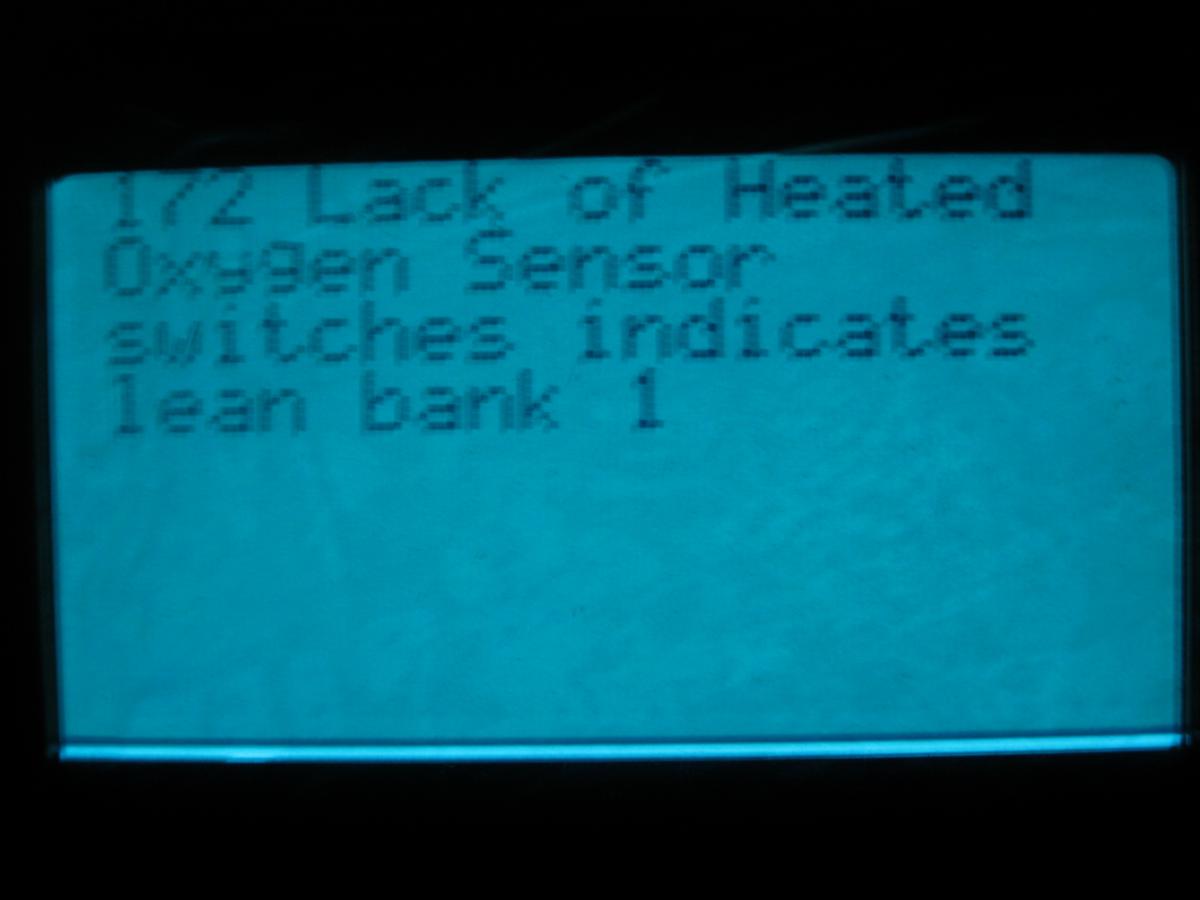 172 Lack of Heated
Oxygen Sensor
switches indicates
lean bank 1